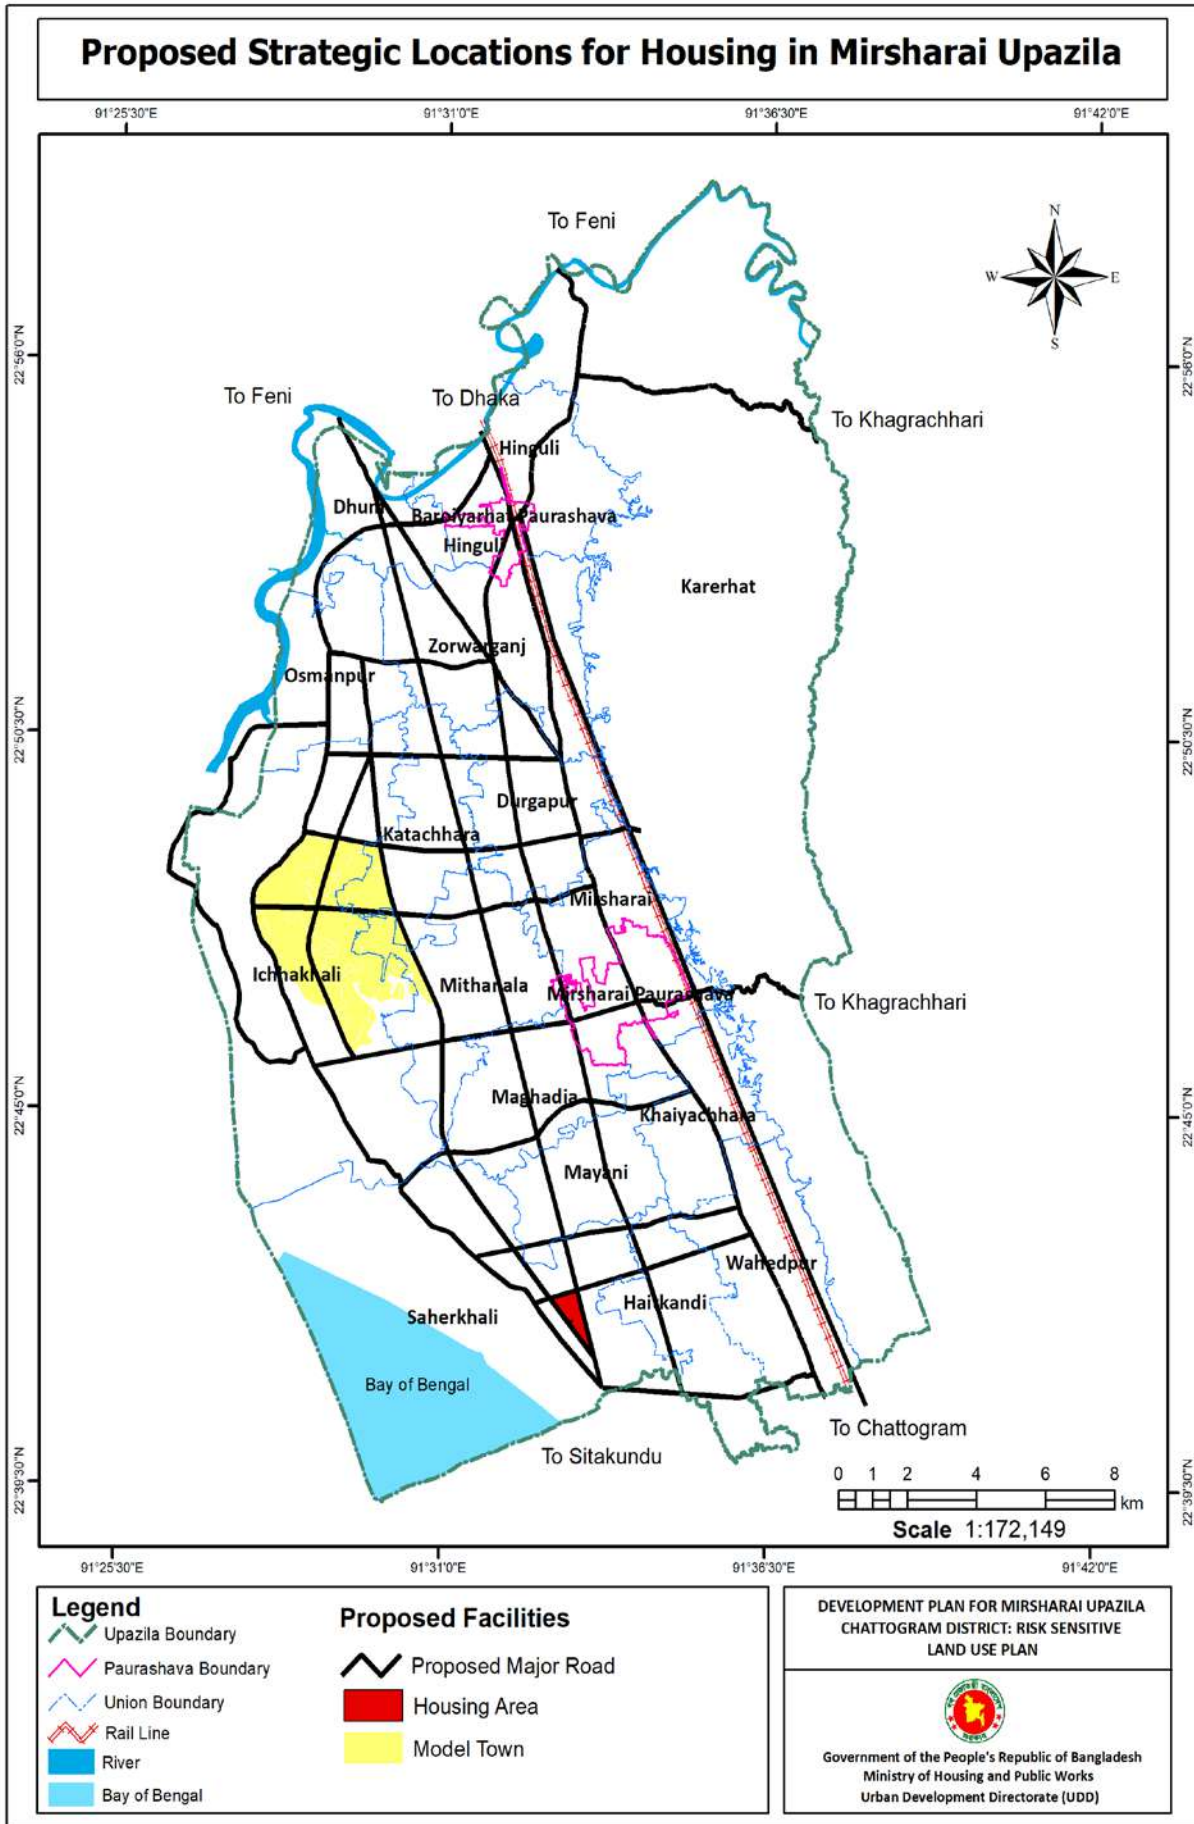 Proposed Strategic Locations for Housing in Mirsharai Upazila
91°25'30"E
91°31'0"E
91°36'30"E
91°42'0"E
To Feni
N
W
E
S
22°56'0"N
22°56'0"N
To Feni
To Dhaka
To Khagrachhari
Hinguli
Dhum
Baroiyarhat Paurashava
Hinguli
Karerhat
Zorwarganj
Osmanpur
22°50'30"N
22°50'30"N
Durgapur
Katachhara
Mirsharai
Ichhakhali
Mithanala
Mirsharai Paurashava
To Khagrachhari
Maghadia
22°45'0"N
22°45'0"N
Khaiyachhara
Mayani
Wahedpur
Haitkandi
Saherkhali
Bay of Bengal
To Chattogram
To Sitakundu
22°39'30"N
22°39'30"N
0 1 2 4 6 8
km
Scale 1:172,149
91°25'30"E
91°31'0"E
91°36'30"E
91°42'0"E
Legend
Upazila Boundary
Paurashava Boundary
Union Boundary
Rail Line
River
Bay of Bengal
Proposed Facilities
Proposed Major Road
Housing Area
Model Town
DEVELOPMENT PLAN FOR MIRSHARAI UPAZILA
CHATTOGRAM DISTRICT: RISK SENSITIVE
LAND USE PLAN
Government of the People's Republic of Bangladesh
Ministry of Housing and Public Works
Urban Development Directorate (UDD)